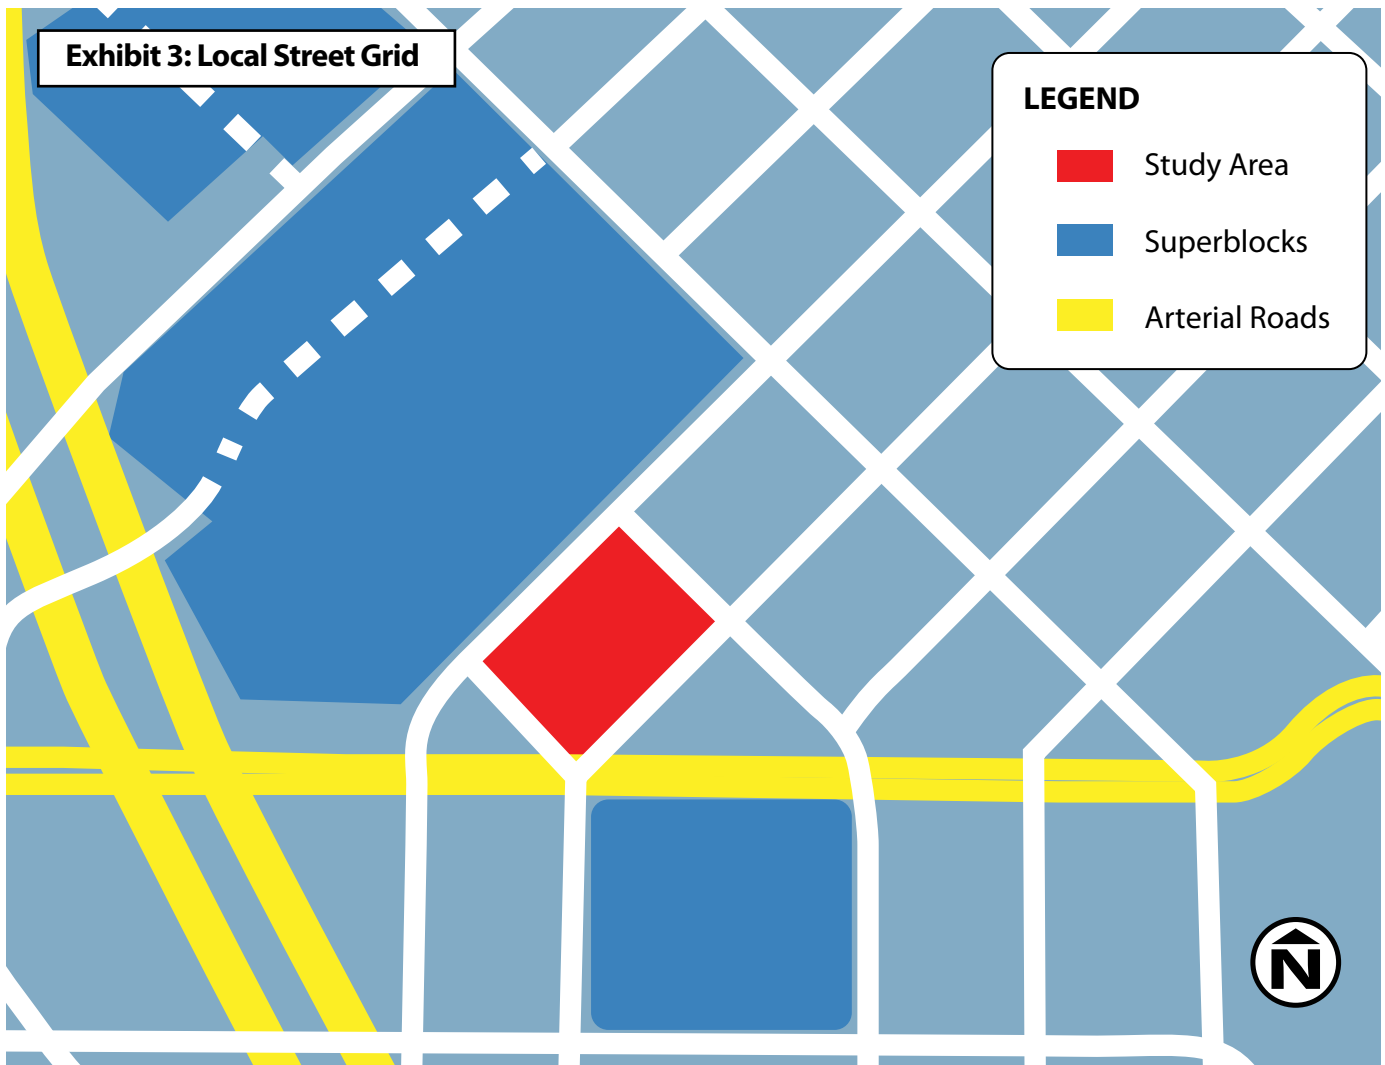 Exhibit 3: Local Street Grid
LEGEND
Study Area
Superblocks
Arterial Roads
N